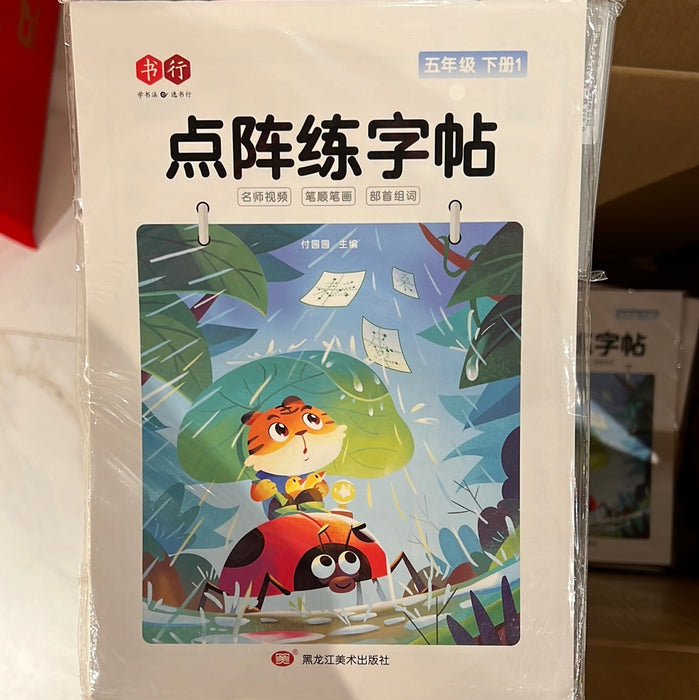 书行
学书法 选书行
五年级 下册1
点阵练字帖
名师视频 笔顺笔画 部首组词
付园园 主编
美
黑龙江美术出版社
字帖